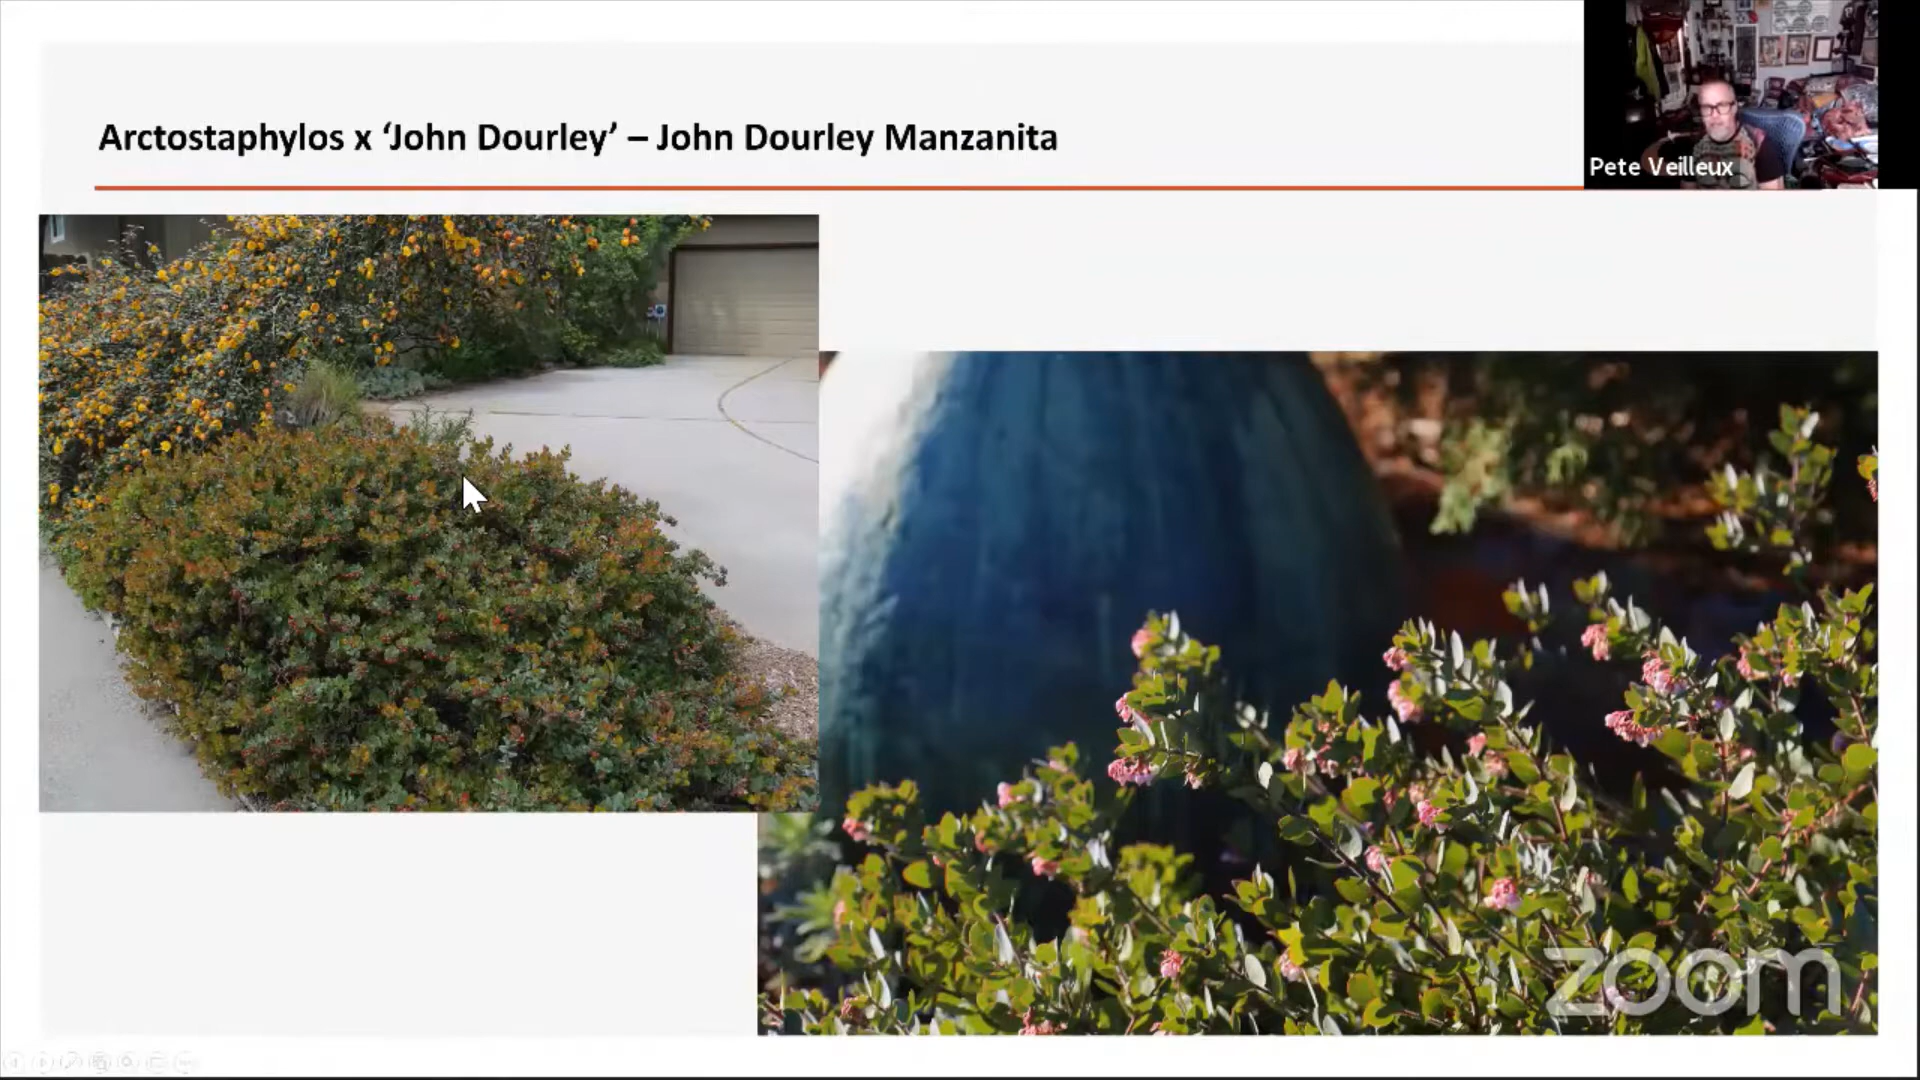 Arctostaphylos x ‘John Dourley’ – John Dourley Manzanita
Pete Veilleux
zoom